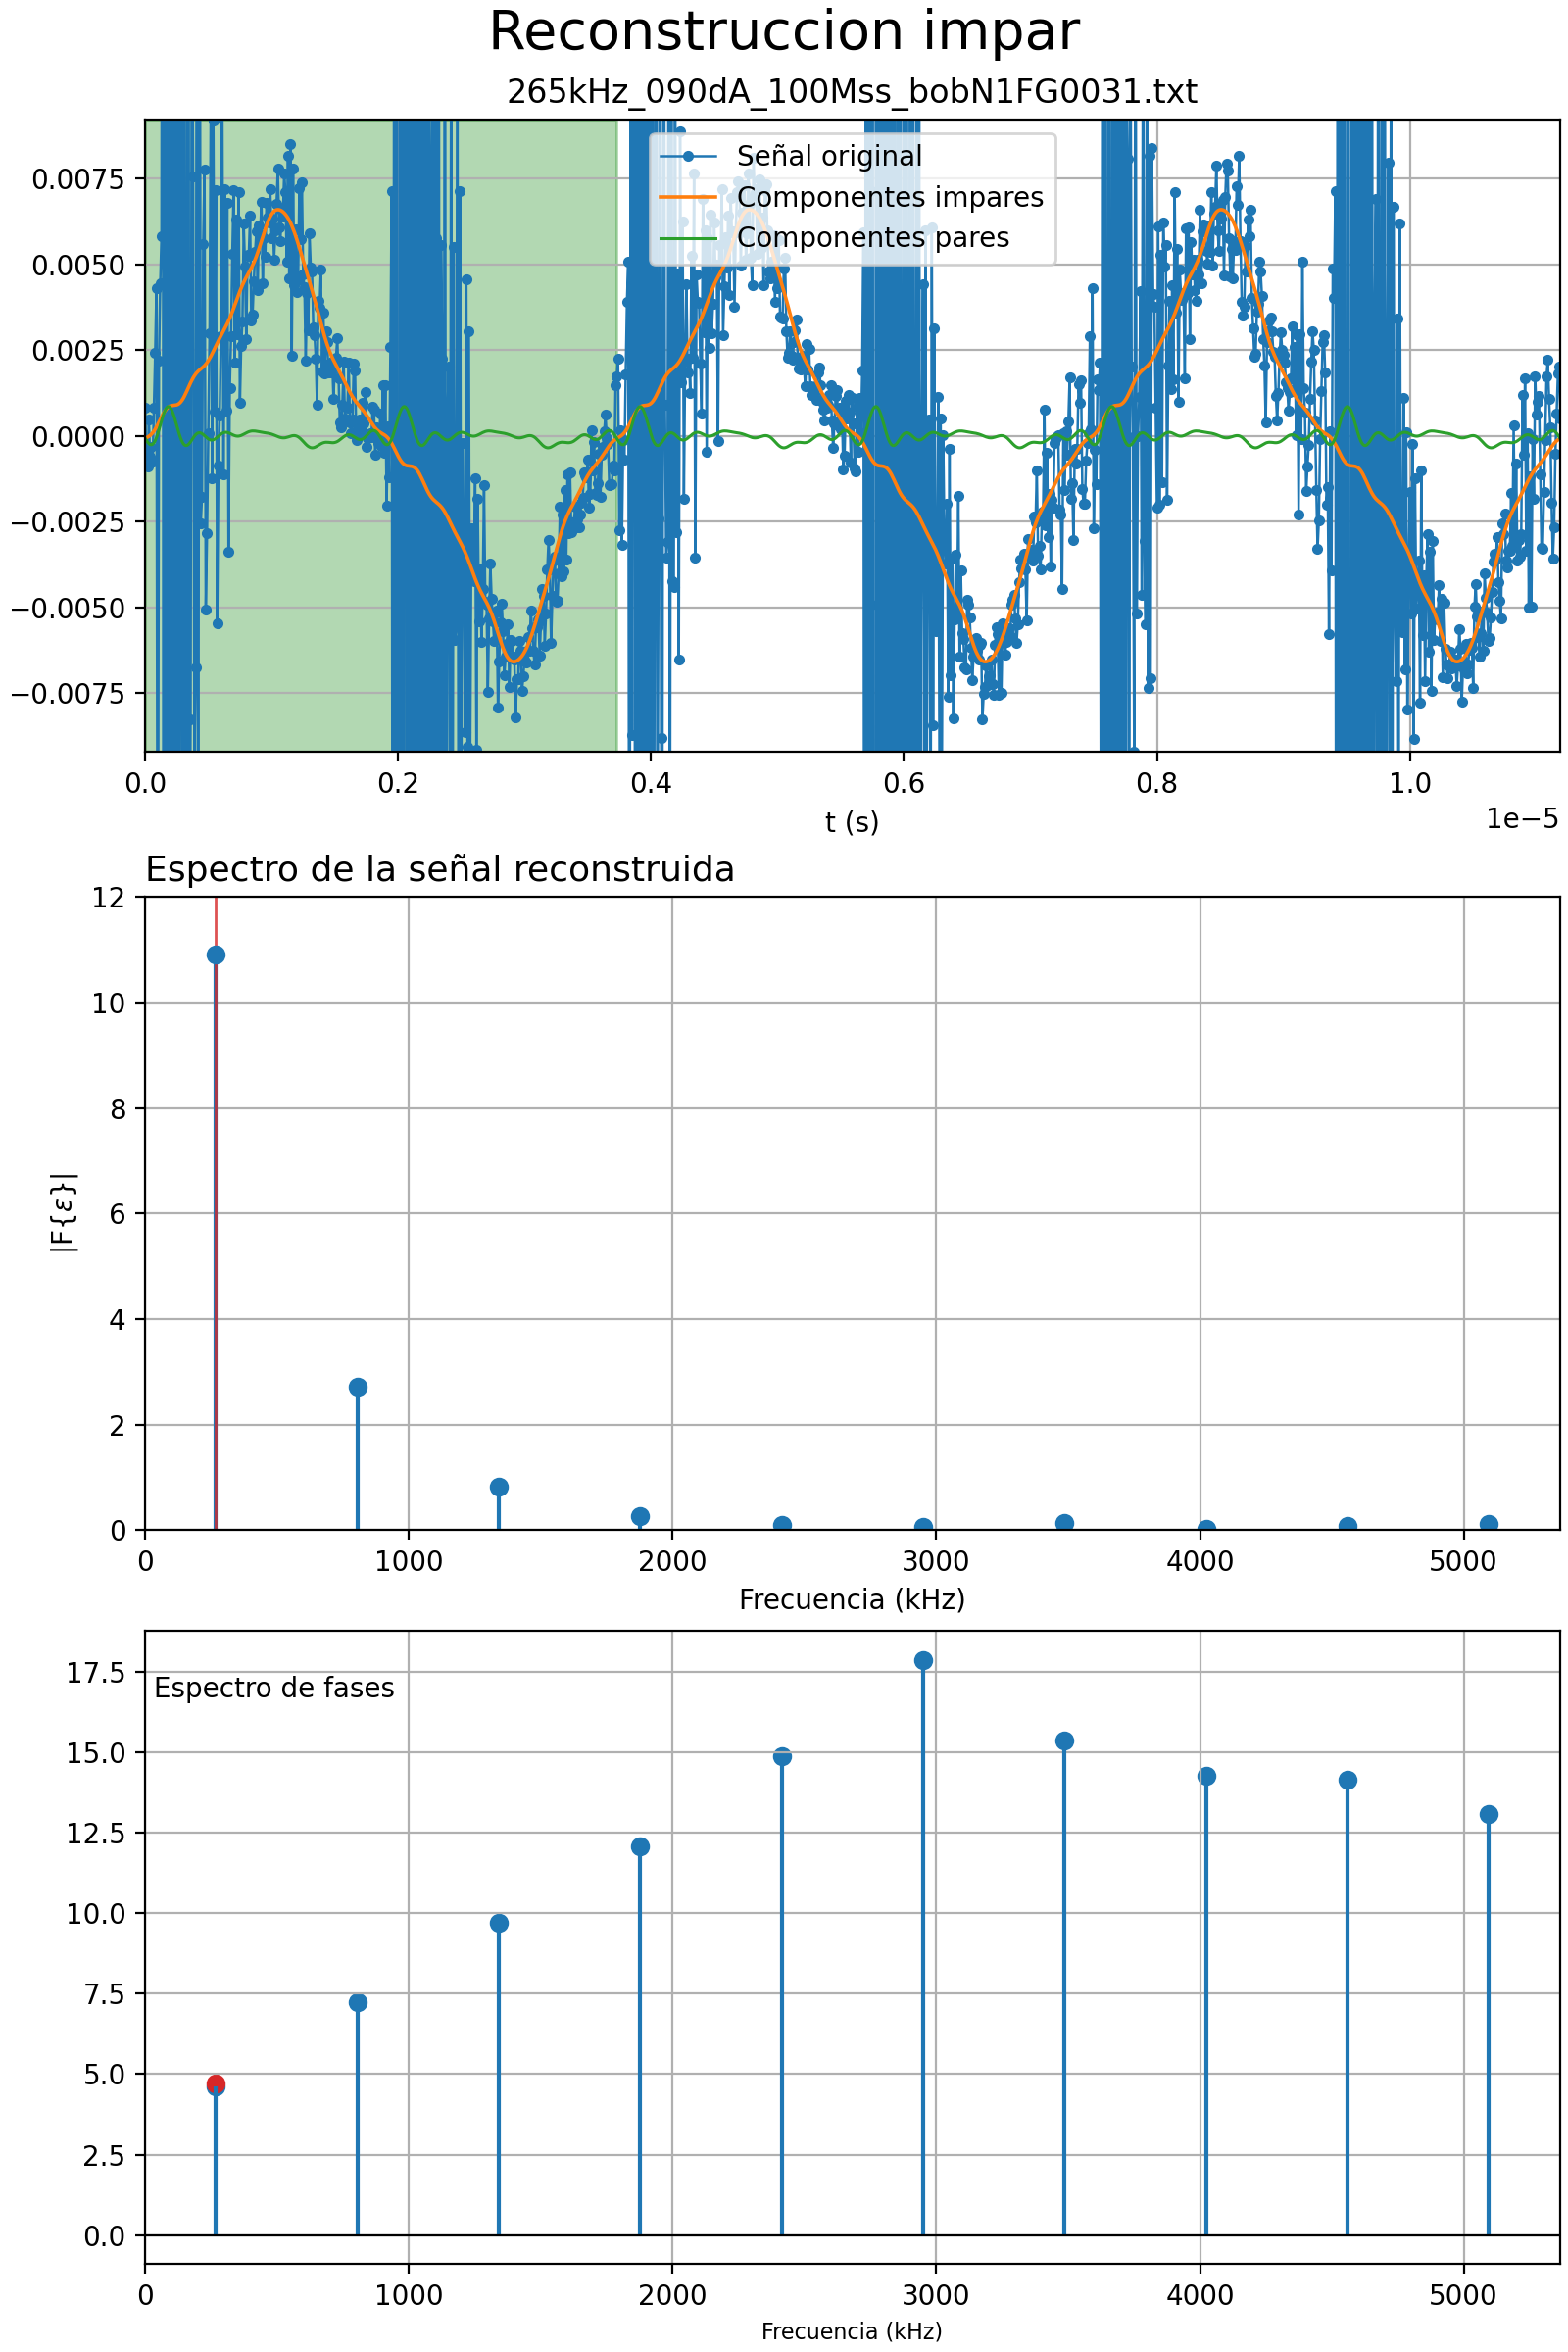 Reconstruccion impar
265kHz_090dA_100Mss_bobN1FG0031.txt
Señal original
Componentes impares
Componentes pares
0.0075
0.0050
0.0025
0.0000
−0.0025
−0.0050
−0.0075
0.0 0.2 0.4 0.6 0.8 1.0
1e−5
t (s)
Espectro de la señal reconstruida
12
10
8
6
4
2
0
|F{ε}|
0 1000 2000 3000 4000 5000
Frecuencia (kHz)
Espectro de fases
17.5
15.0
12.5
10.0
7.5
5.0
2.5
0.0
0 1000 2000 3000 4000 5000
Frecuencia (kHz)